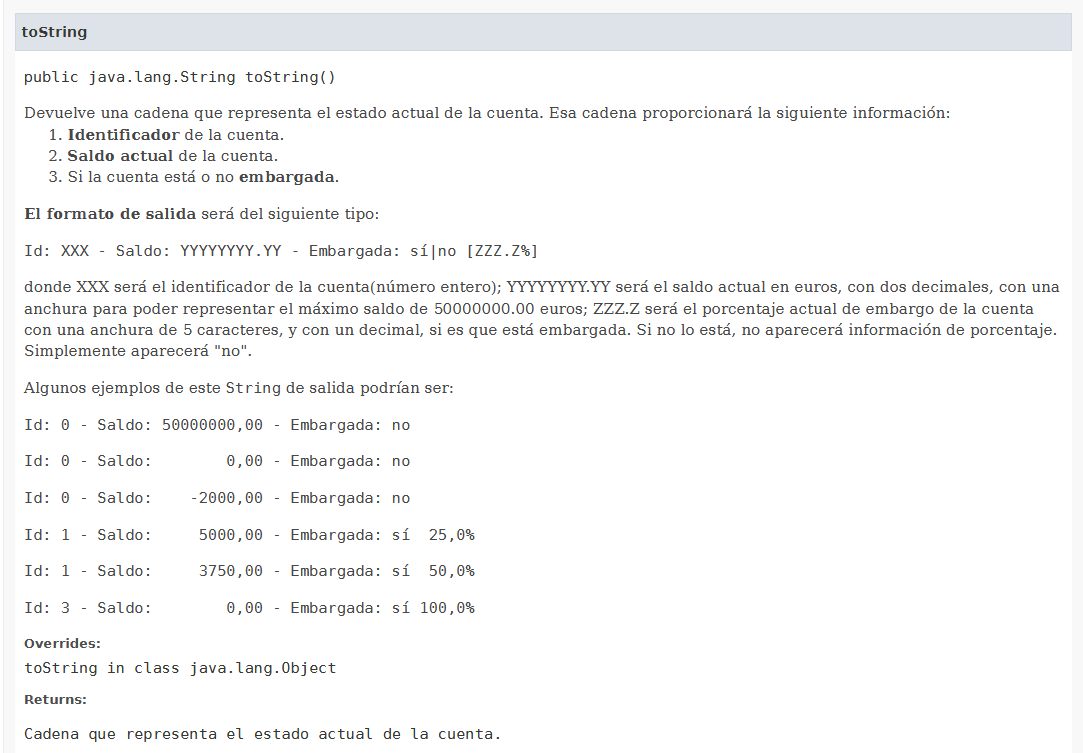 toString
public java.lang.String toString()
Devuelve una cadena que representa el estado actual de la cuenta. Esa cadena proporcionará la siguiente información:
1. Identificador de la cuenta.
2. Saldo actual de la cuenta.
3. Si la cuenta está o no embargada.
El formato de salida será del siguiente tipo:
Id: XXX - Saldo: YYYYYYYY.YY - Embargada: sí|no [ZZZ.Z%]
donde XXX será el identificador de la cuenta(número entero); YYYYYYYY.YY será el saldo actual en euros, con dos decimales, con una
anchura para poder representar el máximo saldo de 50000000.00 euros; ZZZ.Z será el porcentaje actual de embargo de la cuenta
con una anchura de 5 caracteres, y con un decimal, si es que está embargada. Si no lo está, no aparecerá información de porcentaje.
Simplemente aparecerá "no".
Algunos ejemplos de este String de salida podrían ser:
Id: 0 - Saldo: 50000000,00 - Embargada: no
Id: 0 - Saldo:        0,00 - Embargada: no
Id: 0 - Saldo:    -2000,00 - Embargada: no
Id: 1 - Saldo:     5000,00 - Embargada: sí  25,0%
Id: 1 - Saldo:     3750,00 - Embargada: sí  50,0%
Id: 3 - Saldo:        0,00 - Embargada: sí 100,0%
Overrides:
toString in class java.lang.Object
Returns:
Cadena que representa el estado actual de la cuenta.